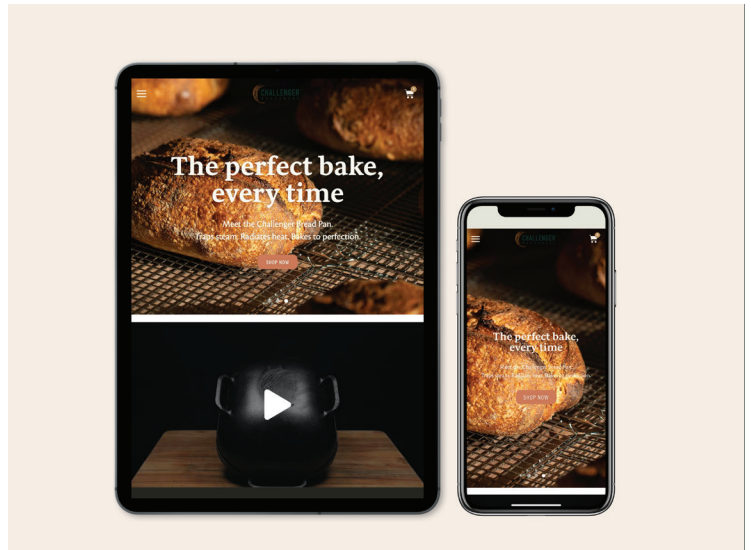 CHALLENGER
The perfect bake,
every time
Meet the Challenger Bread Pan.
Traps steam. Radiates heat. Bakes to perfection.
SHOP NOW
CHALLENGER
The perfect bake,
every time
SHOP NOW